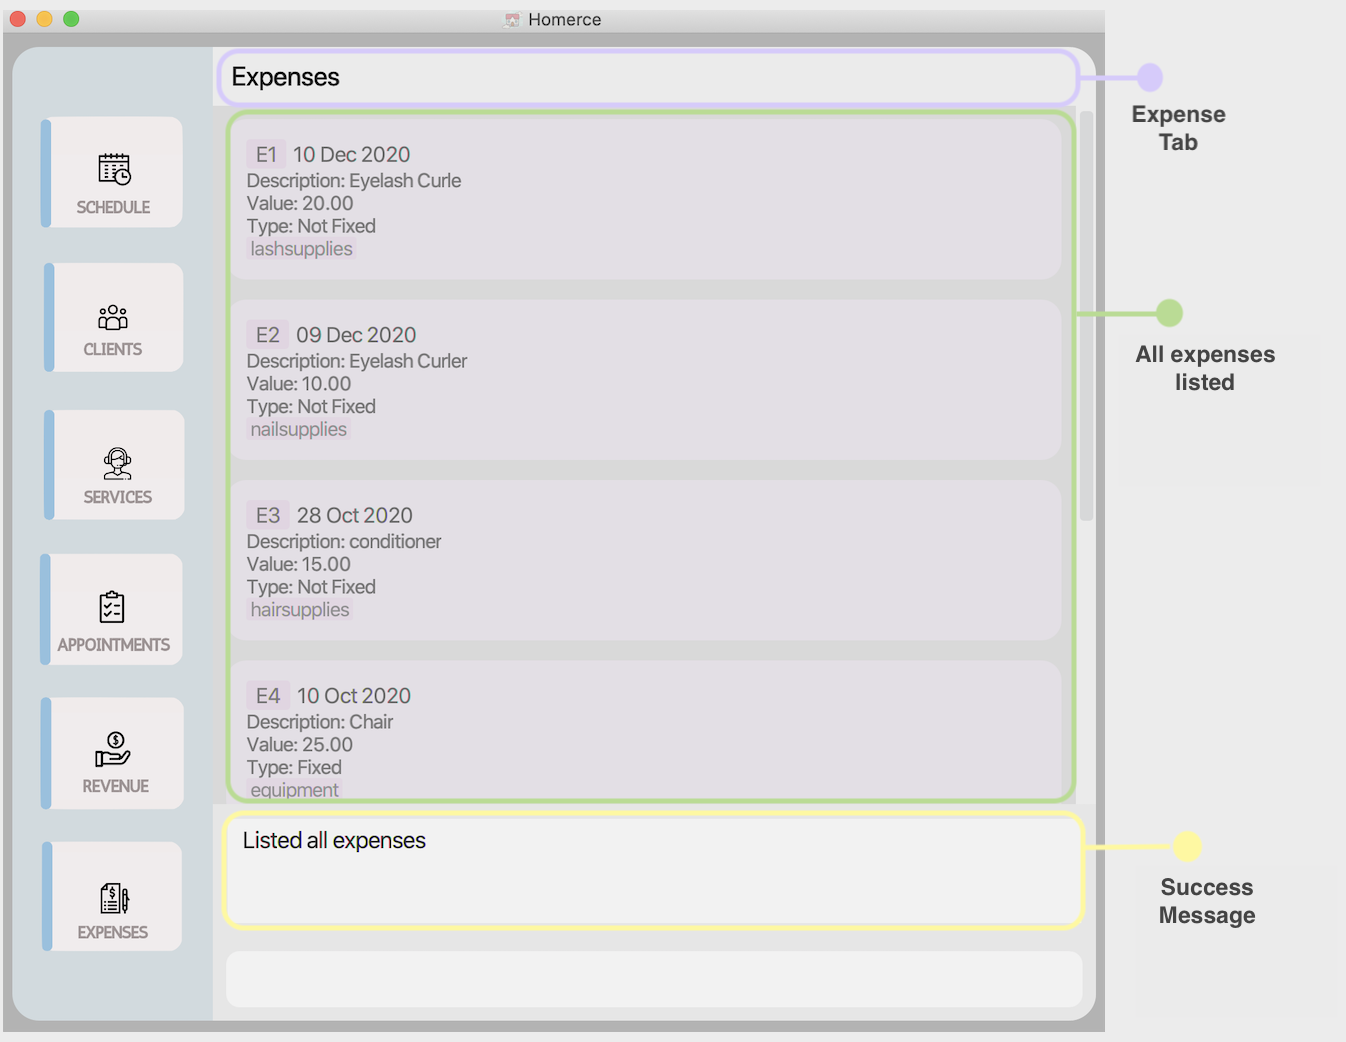 Homerce
Expenses
Expense
Tab
SCHEDULE
CLIENTS
SERVICES
APPOINTMENTS
REVENUE
EXPENSES
E1 10 Dec 2020
Description: Eyelash Curle
Value: 20.00
Type: Not Fixed
lashsupplies
E2 09 Dec 2020
Description: Eyelash Curler
Value: 10.00
Type: Not Fixed
nailsupplies
All expenses
listed
E3 28 Oct 2020
Description: conditioner
Value: 15.00
Type: Not Fixed
hairsupplies
E4 10 Oct 2020
Description: Chair
Value: 25.00
Type: Fixed
equipment
Listed all expenses
Success
Message